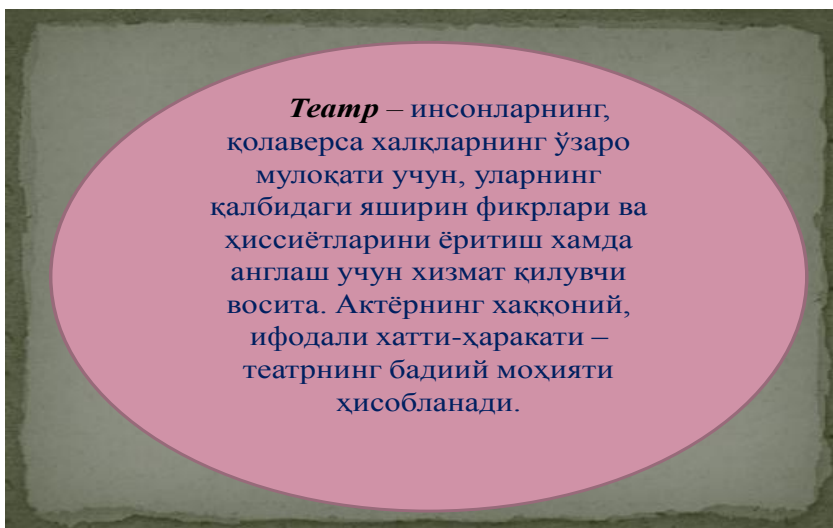 Театр – инсонларнинг,
қолаверса халқларнинг ўзаро
мулоқати учун, уларнинг
қалбидаги яширин фикрлари ва
ҳиссиётларини ёритиш хамда
англаш учун хизмат қилувчи
восита. Актёрнинг хаққоний,
ифодали хатти-ҳаракати –
театрнинг бадиий моҳияти
ҳисобланади.